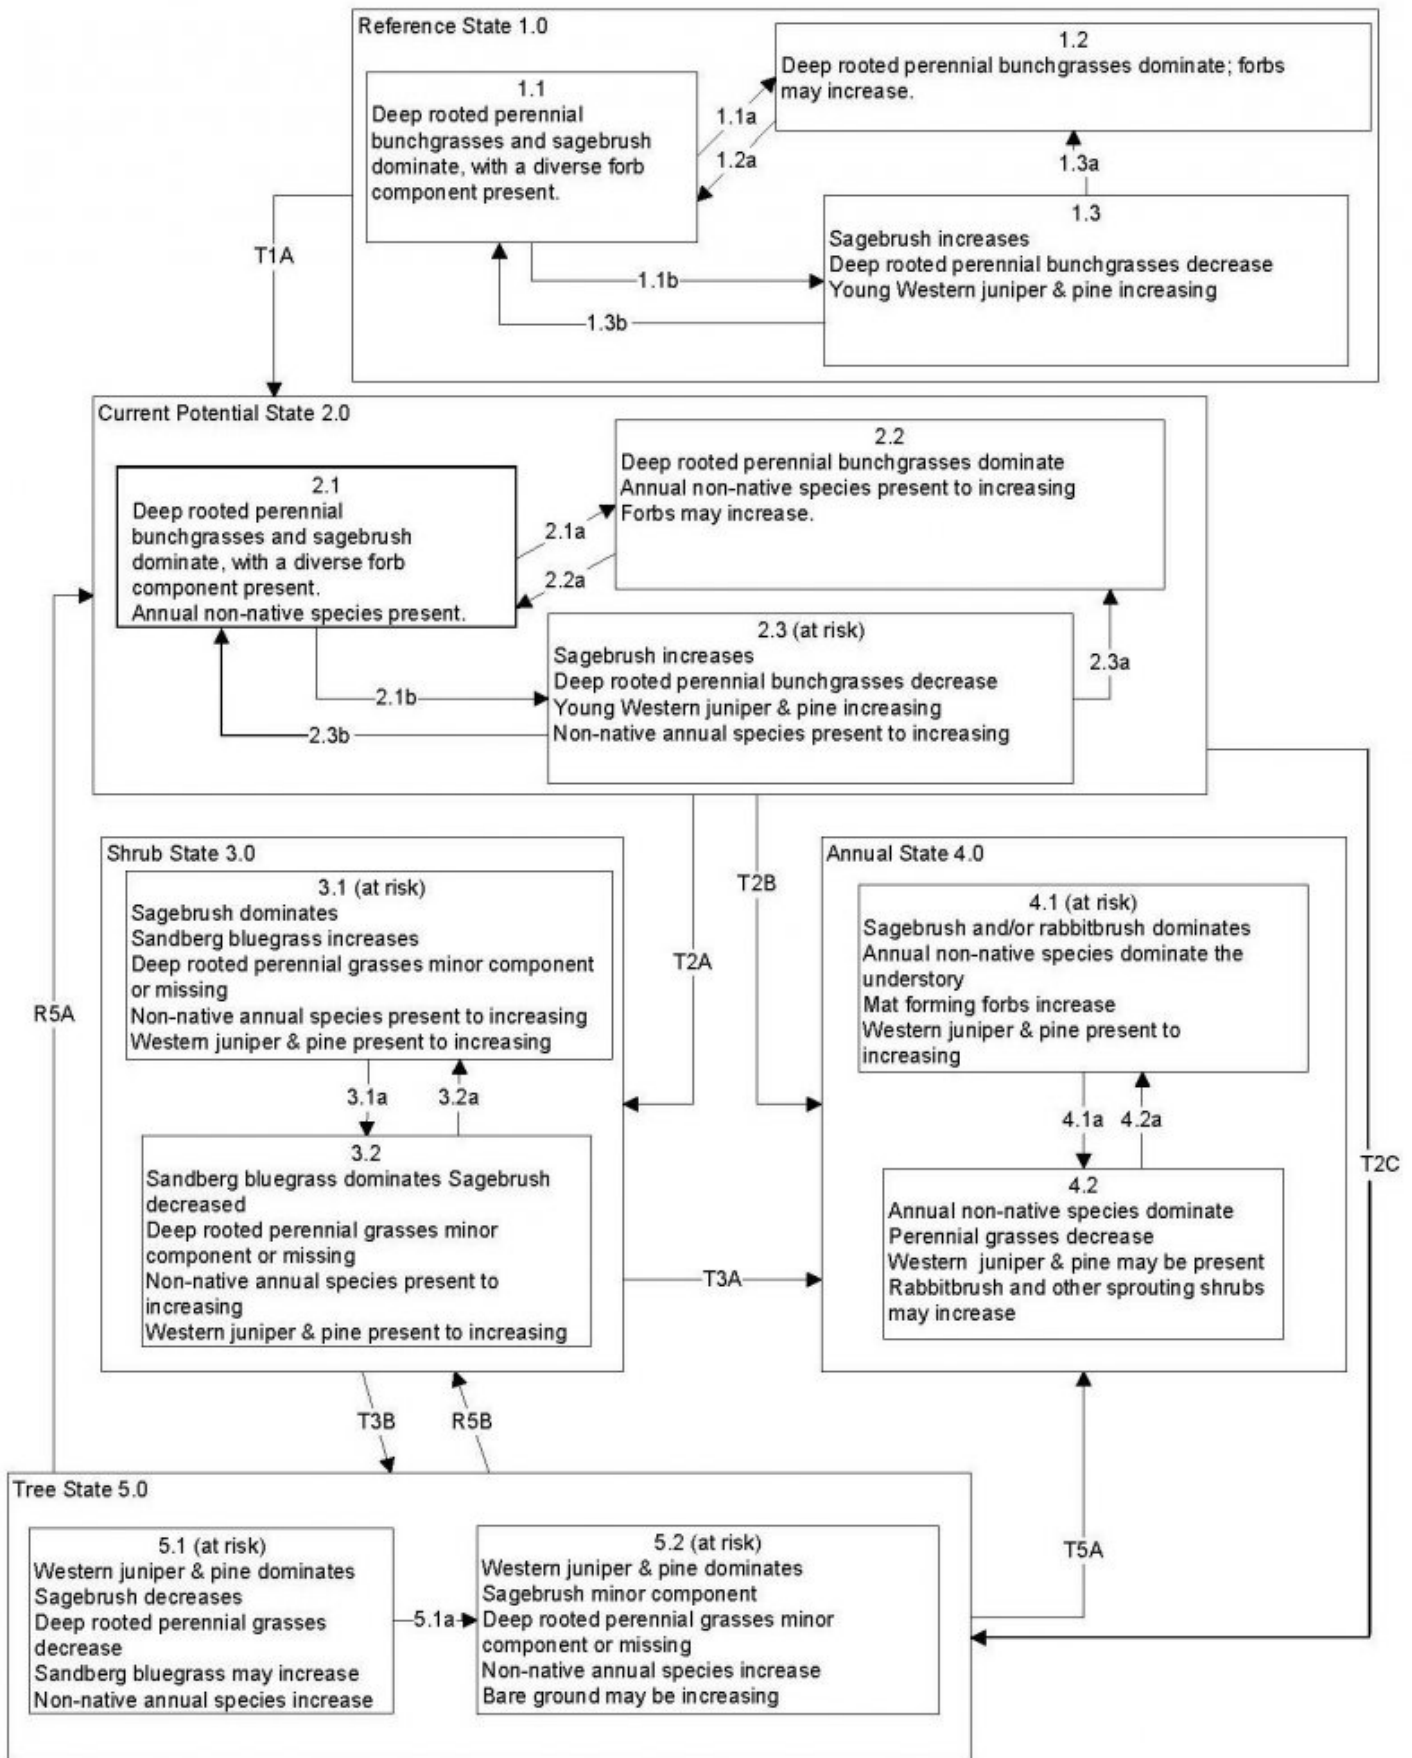 Reference State 1.0
1.1
Deep rooted perennial
bunchgrasses and sagebrush
dominate, with a diverse forb
component present.
1.1a
1.2a
1.2
Deep rooted perennial bunchgrasses dominate; forbs
may increase.
1.3a
1.3
Sagebrush increases
Deep rooted perennial bunchgrasses decrease
Young Western juniper & pine increasing
1.1b
1.3b
T1A
Current Potential State 2.0
2.1
Deep rooted perennial
bunchgrasses and sagebrush
dominate, with a diverse forb
component present.
Annual non-native species present.
2.1a
2.2a
2.2
Deep rooted perennial bunchgrasses dominate
Annual non-native species present to increasing
Forbs may increase.
2.3a
2.3 (at risk)
Sagebrush increases
Deep rooted perennial bunchgrasses decrease
Young Western juniper & pine increasing
Non-native annual species present to increasing
2.1b
2.3b
Shrub State 3.0
3.1 (at risk)
Sagebrush dominates
Sandberg bluegrass increases
Deep rooted perennial grasses minor component
or missing
Non-native annual species present to increasing
Western juniper & pine present to increasing
3.1a
3.2a
3.2
Sandberg bluegrass dominates Sagebrush
decreased
Deep rooted perennial grasses minor
component or missing
Non-native annual species present to
increasing
Western juniper & pine present to increasing
T2A
T2B
Annual State 4.0
4.1 (at risk)
Sagebrush and/or rabbitbrush dominates
Annual non-native species dominate the
understory
Mat forming forbs increase
Western juniper & pine present to
increasing
4.1a
4.2a
4.2
Annual non-native species dominate
Perennial grasses decrease
Western juniper & pine may be present
Rabbitbrush and other sprouting shrubs
may increase
T2C
R5A
T3A
T3B
R5B
Tree State 5.0
5.1 (at risk)
Western juniper & pine dominates
Sagebrush decreases
Deep rooted perennial grasses
decrease
Sandberg bluegrass may increase
Non-native annual species increase
5.1a
5.2 (at risk)
Western juniper & pine dominates
Sagebrush minor component
Deep rooted perennial grasses minor
component or missing
Non-native annual species increase
Bare ground may be increasing
T5A